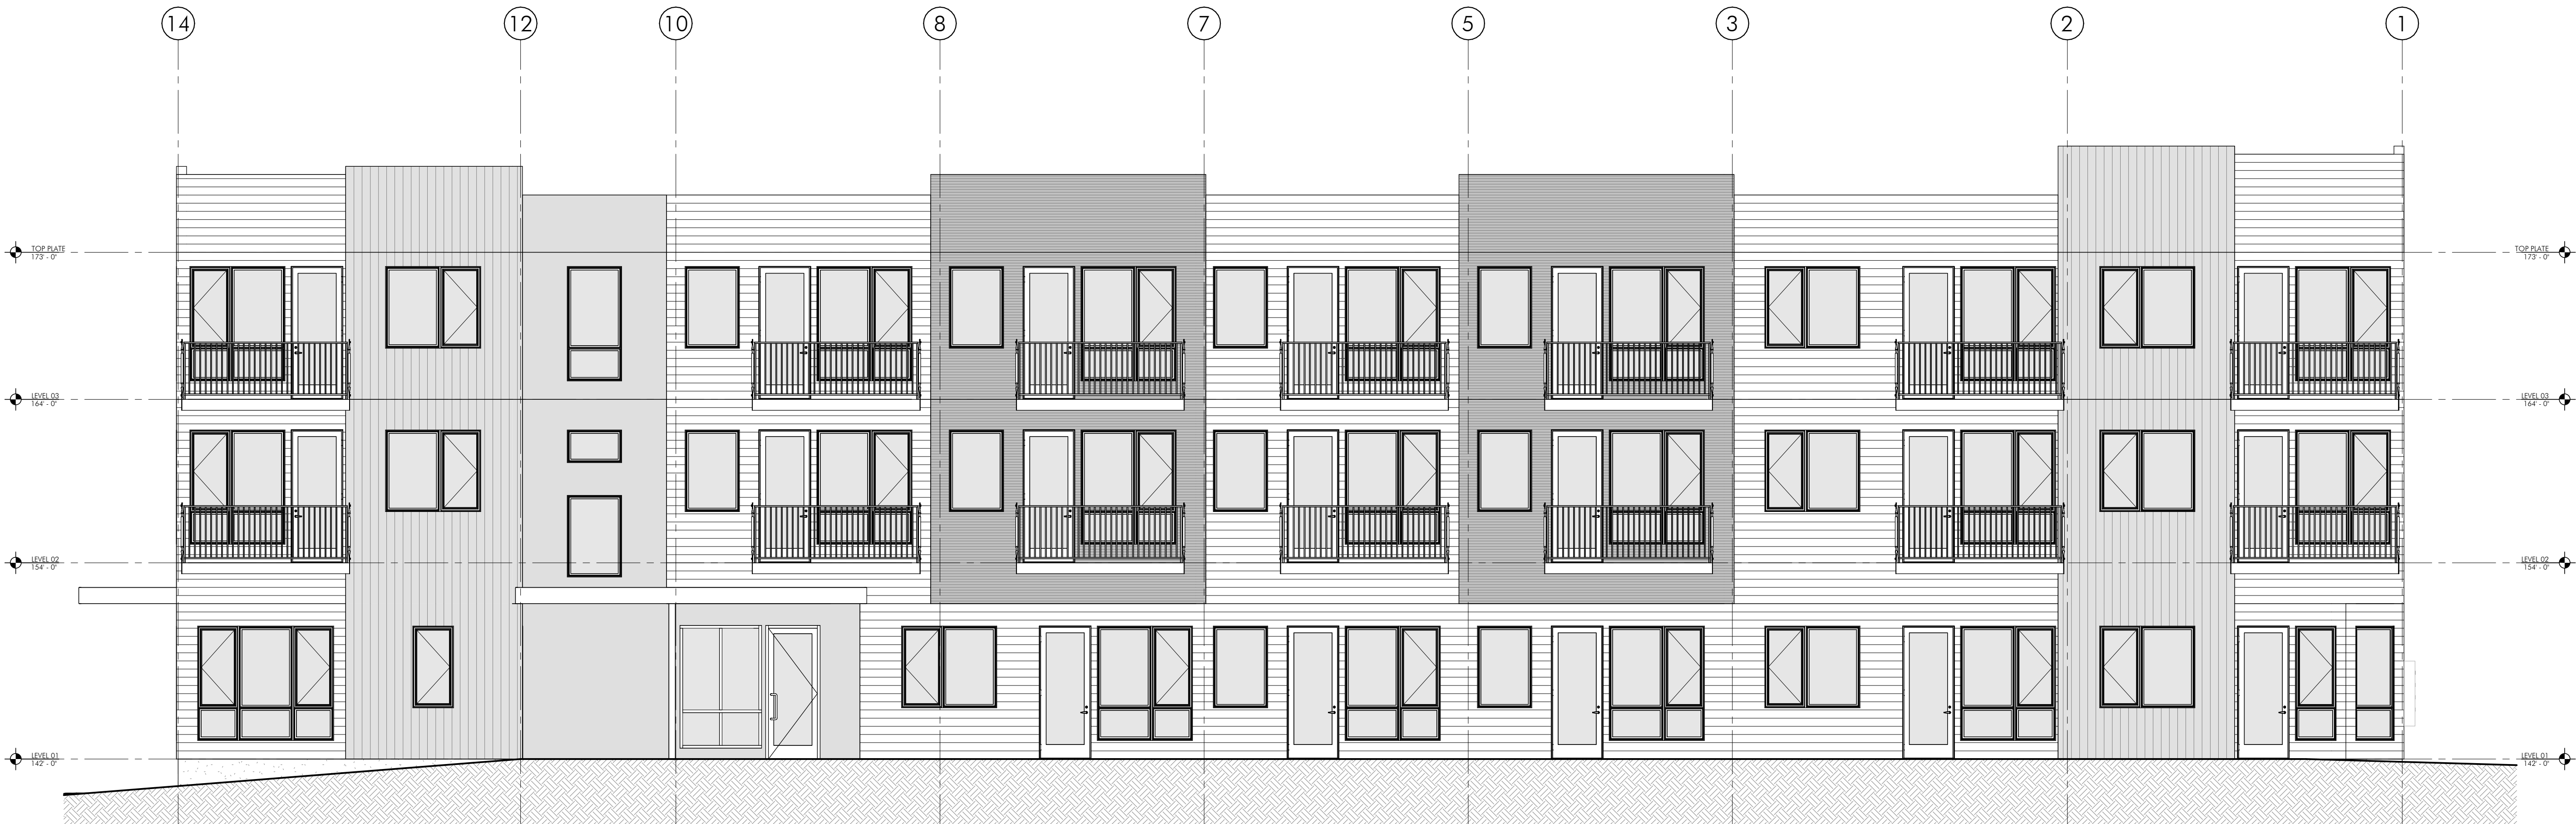 14
12
10
8
7
5
3
2
1
TOP PLATE
173' - 0"
TOP PLATE
173' - 0"
LEVEL 03
164' - 0"
LEVEL 03
164' - 0"
LEVEL 02
154' - 0"
LEVEL 02
154' - 0"
LEVEL 01
142' - 0"
LEVEL 01
142' - 0"